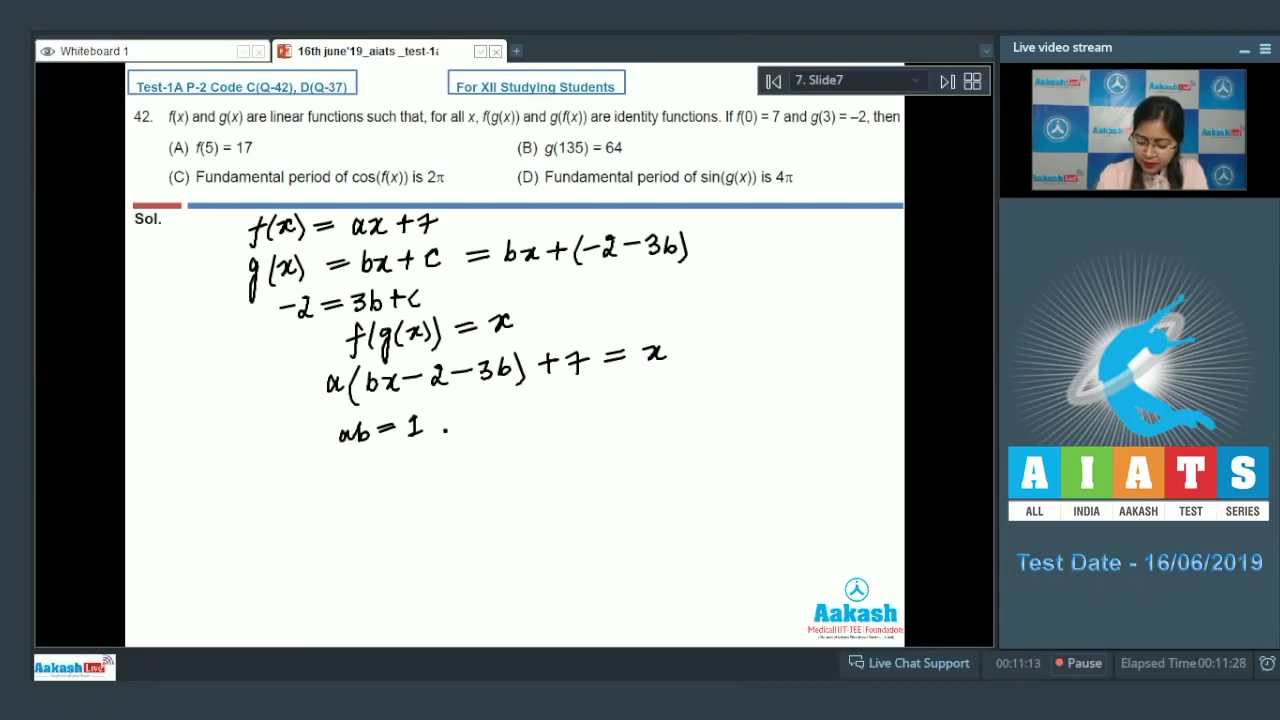 Whiteboard 1
16th june'19_aiats _test-1a
Live video stream
Test-1A P-2 Code C(Q-42), D(Q-37)
For XII Studying Students
7. Slide7
42. f(x) and g(x) are linear functions such that, for all x, f(g(x)) and g(f(x)) are identity functions. If f(0) = 7 and g(3) = –2, then
(A) f(5) = 17 (B) g(135) = 64
(C) Fundamental period of cos(f(x)) is 2π (D) Fundamental period of sin(g(x)) is 4π
Sol.
f(x) = ax + 7
g(x) = bx + c = bx + (-2 - 3b)
-2 = 3b + c
f(g(x)) = x
a(bx - 2 - 3b) + 7 = x
ab = 1 .
A I A T S
ALL INDIA AAKASH TEST SERIES
Test Date - 16/06/2019
Aakash
Medical|IIT-JEE|Foundations
Aakash Live
Live Chat Support
00:11:13
Pause
Elapsed Time 00:11:28